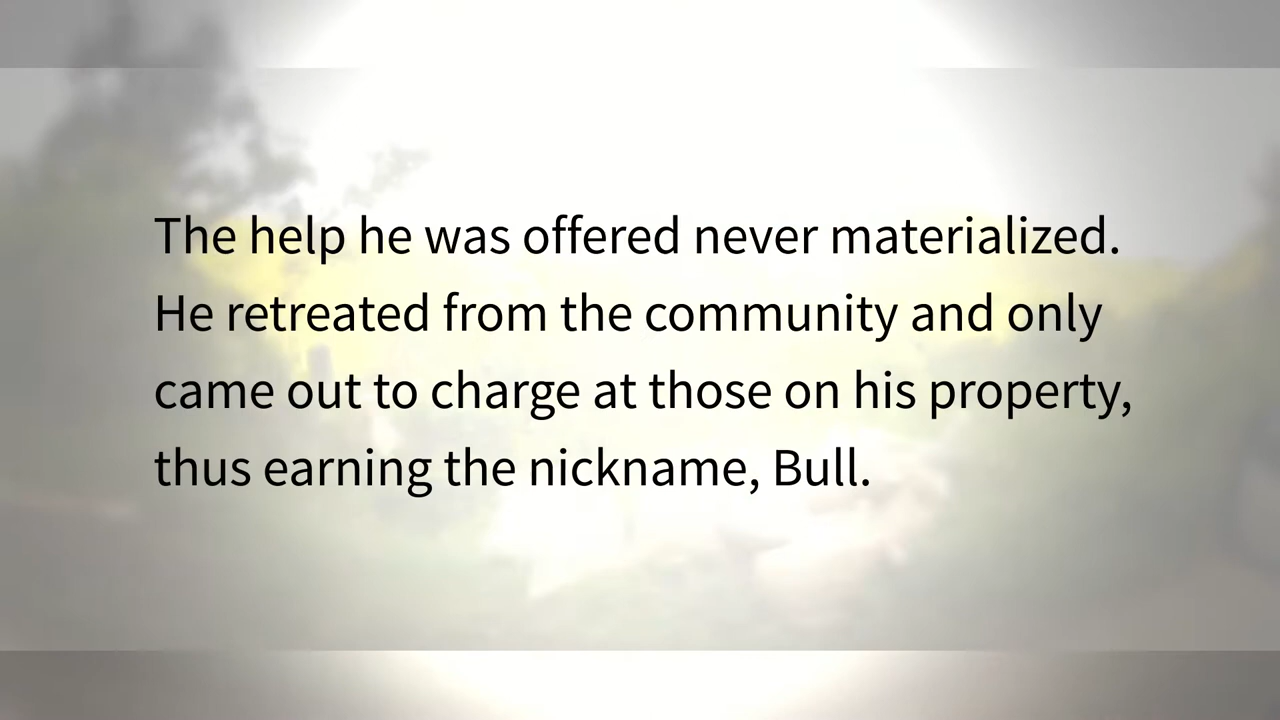 The help he was offered never materialized.
He retreated from the community and only
came out to charge at those on his property,
thus earning the nickname, Bull.